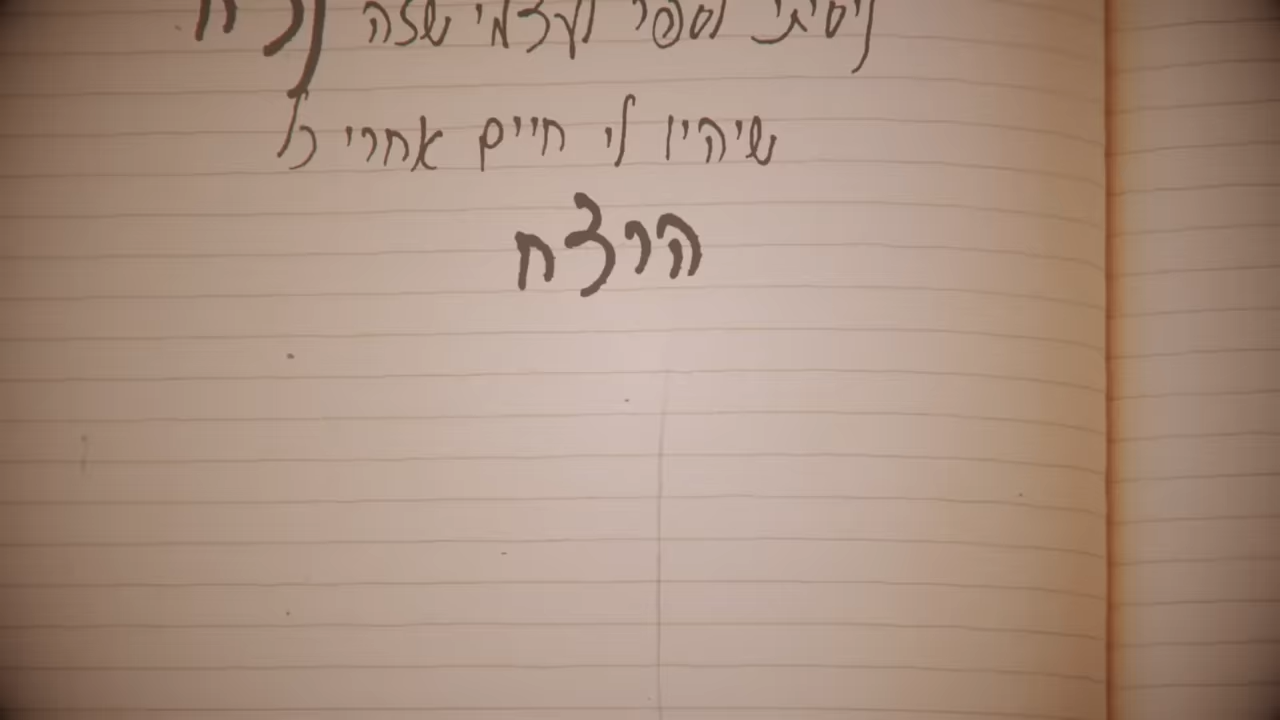 ניסיתי לספר לעצמי שזה
שיהיו לי חיים אחרי כל
הרצח